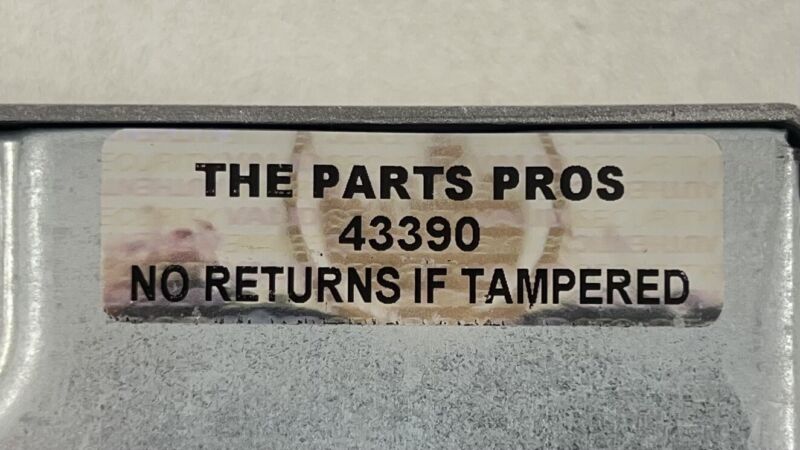 THE PARTS PROS
43390
NO RETURNS IF TAMPERED